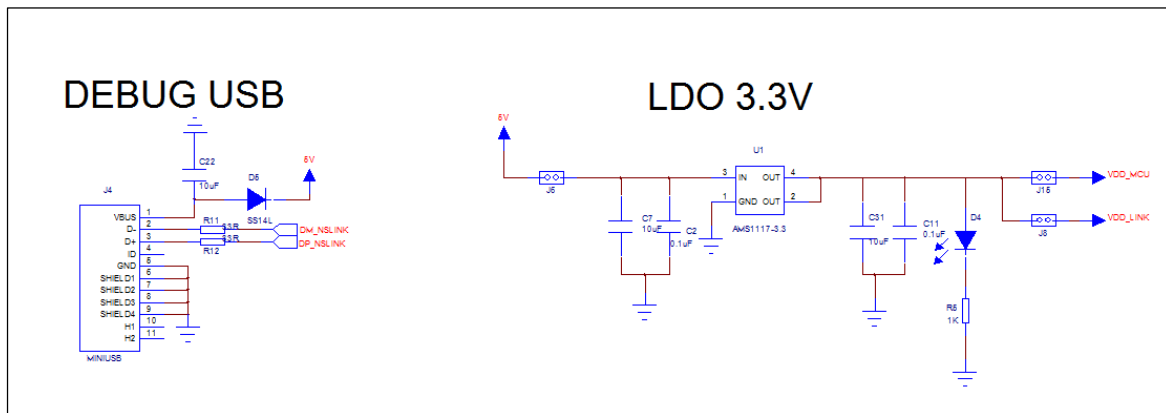 DEBUG USB
C22
10uF
J4
D5
SS14L
5V
VBUS 1
D- 2
D+ 3
ID 4
GND 5
SHIELD1 6
SHIELD2 7
SHIELD3 8
SHIELD4 9
H1 10
H2 11
MINIUSB
R11
33R
33R
R12
DM_NSLINK
DP_NSLINK
LDO 3.3V
5V
J6
C7
10uF
C2
0.1uF
U1
3 IN OUT 4
1 GND OUT 2
AMS1117-3.3
C31
10uF
C11
0.1uF
D4
R5
1K
J15
VDD_MCU
J8
VDD_LINK